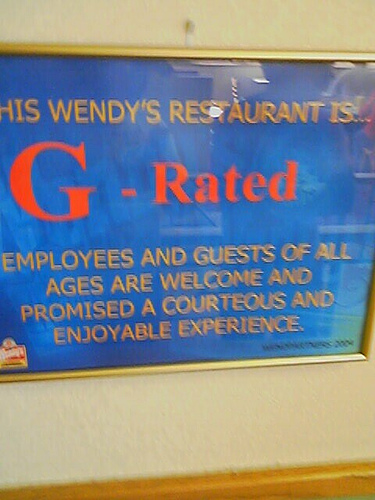 HIS WENDY'S RESTAURANT IS...
G - Rated
EMPLOYEES AND GUESTS OF ALL
AGES ARE WELCOME AND
PROMISED A COURTEOUS AND
ENJOYABLE EXPERIENCE.
2004